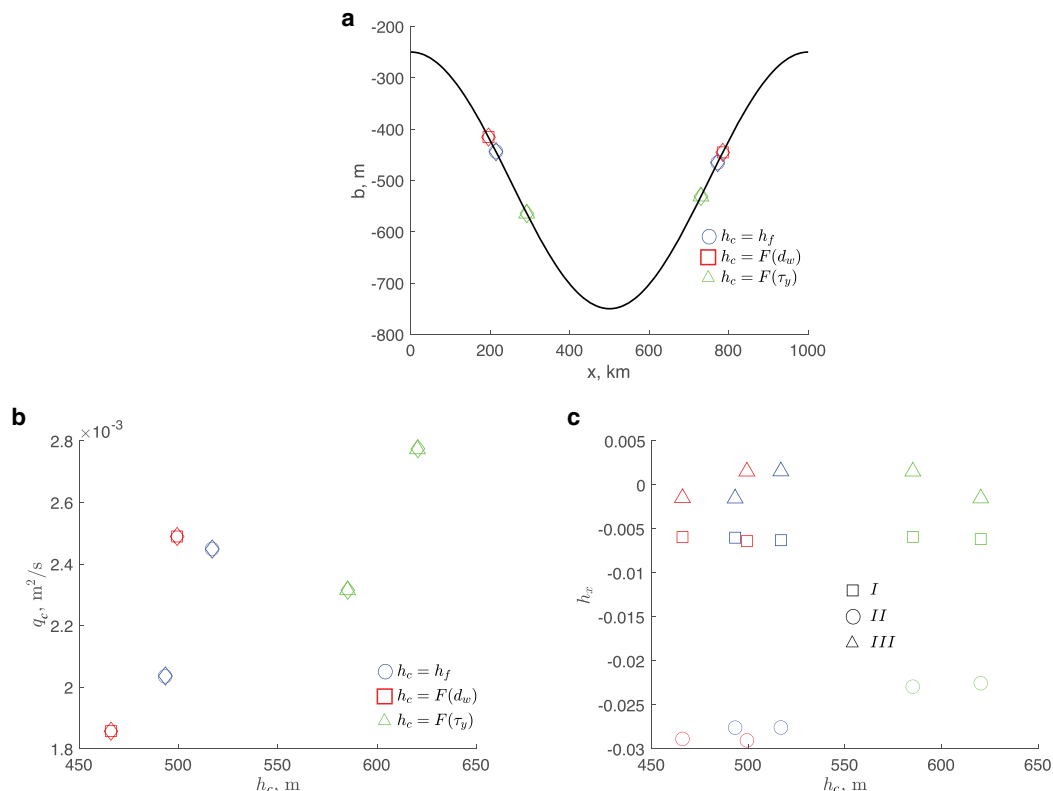 a
-200
-300
-400
-500
-600
-700
-800
b, m
h_c = h_f
h_c = F(d_w)
h_c = F(τ_y)
0 200 400 600 800 1000
x, km
b
×10^-3
2.8
2.6
2.4
2.2
2
1.8
q_c, m^2/s
h_c = h_f
h_c = F(d_w)
h_c = F(τ_y)
450 500 550 600 650
h_c, m
c
0.005
0
-0.005
-0.01
-0.015
-0.02
-0.025
-0.03
h_x
I
II
III
450 500 550 600 650
h_c, m